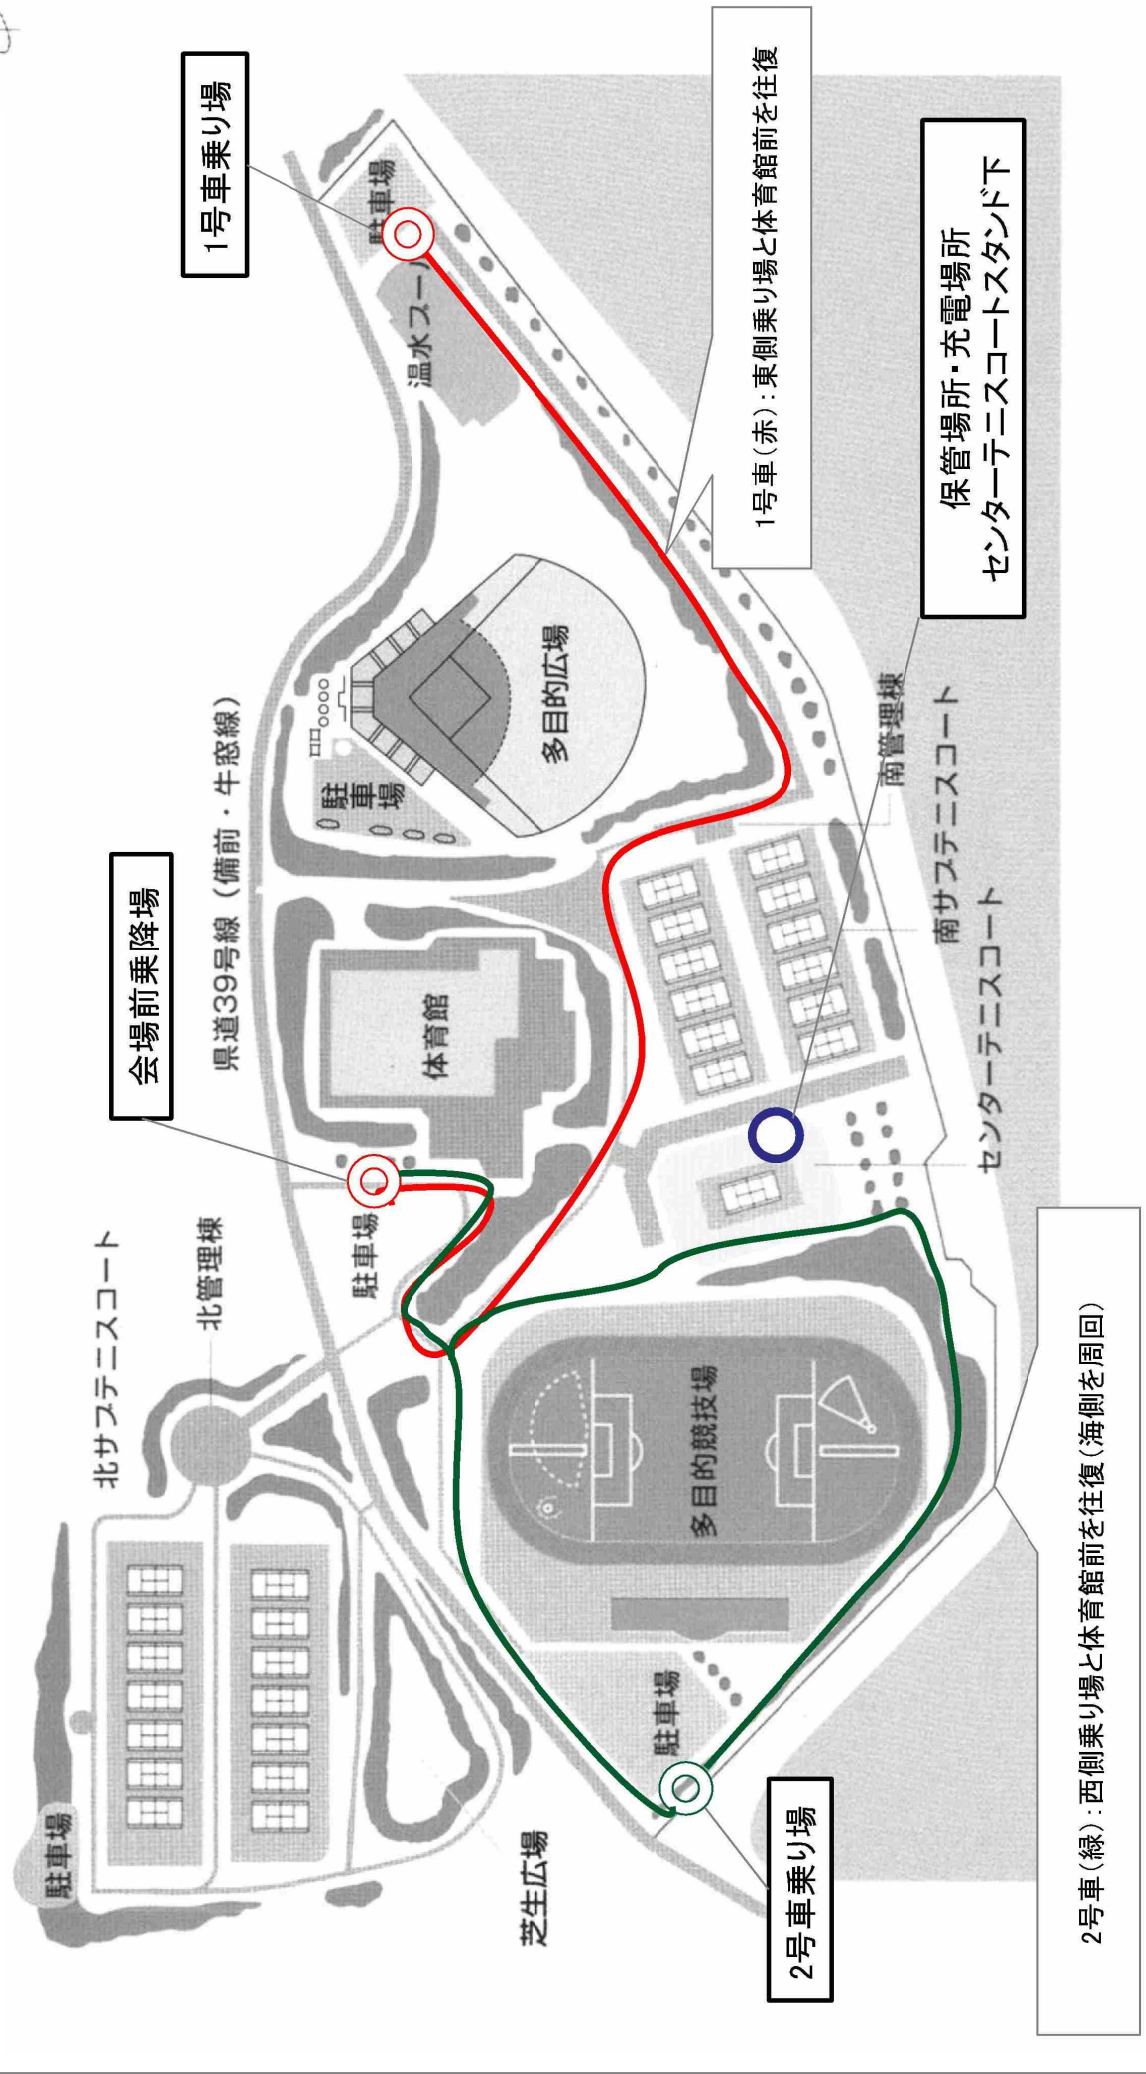 北サブテニスコート
北管理棟
駐車場
芝生広場
県道39号線（備前・牛窓線）
会場前乗降場
駐車場
体育館
駐車場
多目的広場
1号車乗り場
駐車場
温水プール
1号車（赤）：東側乗り場と体育館前を往復
保管場所・充電場所
センターテニスコートスタンド下
南管理棟
南サブテニスコート
センターテニスコート
多目的競技場
駐車場
2号車乗り場
2号車（緑）：西側乗り場と体育館前を往復（海側を周回）